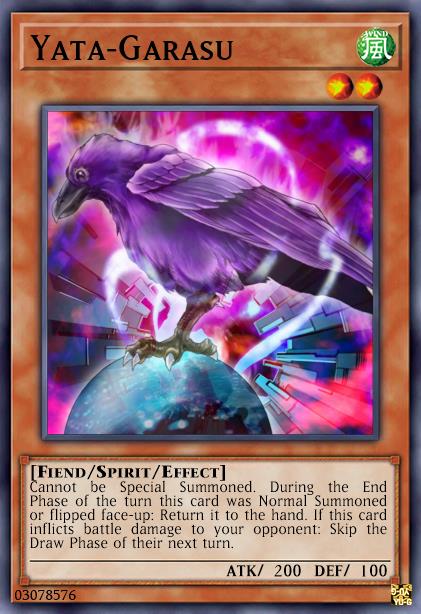 Yata-Garasu
WIND
風
[Fiend/Spirit/Effect]
Cannot be Special Summoned. During the End
Phase of the turn this card was Normal Summoned
or flipped face-up: Return it to the hand. If this card
inflicts battle damage to your opponent: Skip the
Draw Phase of their next turn.
ATK/ 200 DEF/ 100
03078576